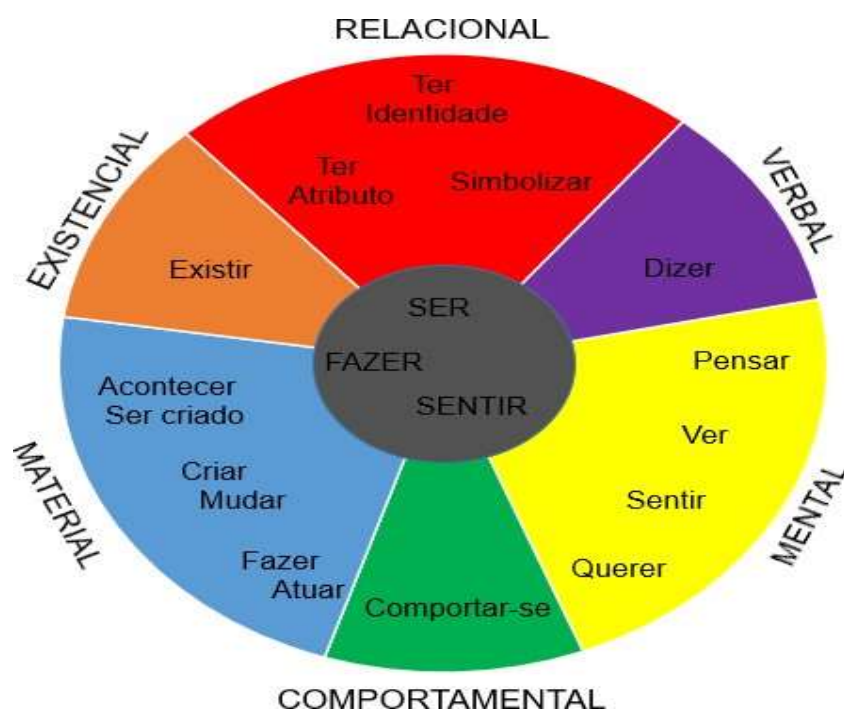 RELACIONAL
Ter
Identidade
Ter
Atributo
Simbolizar
EXISTENCIAL
Existir
VERBAL
Dizer
SER
FAZER
SENTIR
Acontecer
Ser criado
Criar
Mudar
Fazer
Atuar
MATERIAL
Pensar
Ver
Sentir
Querer
MENTAL
Comportar-se
COMPORTAMENTAL